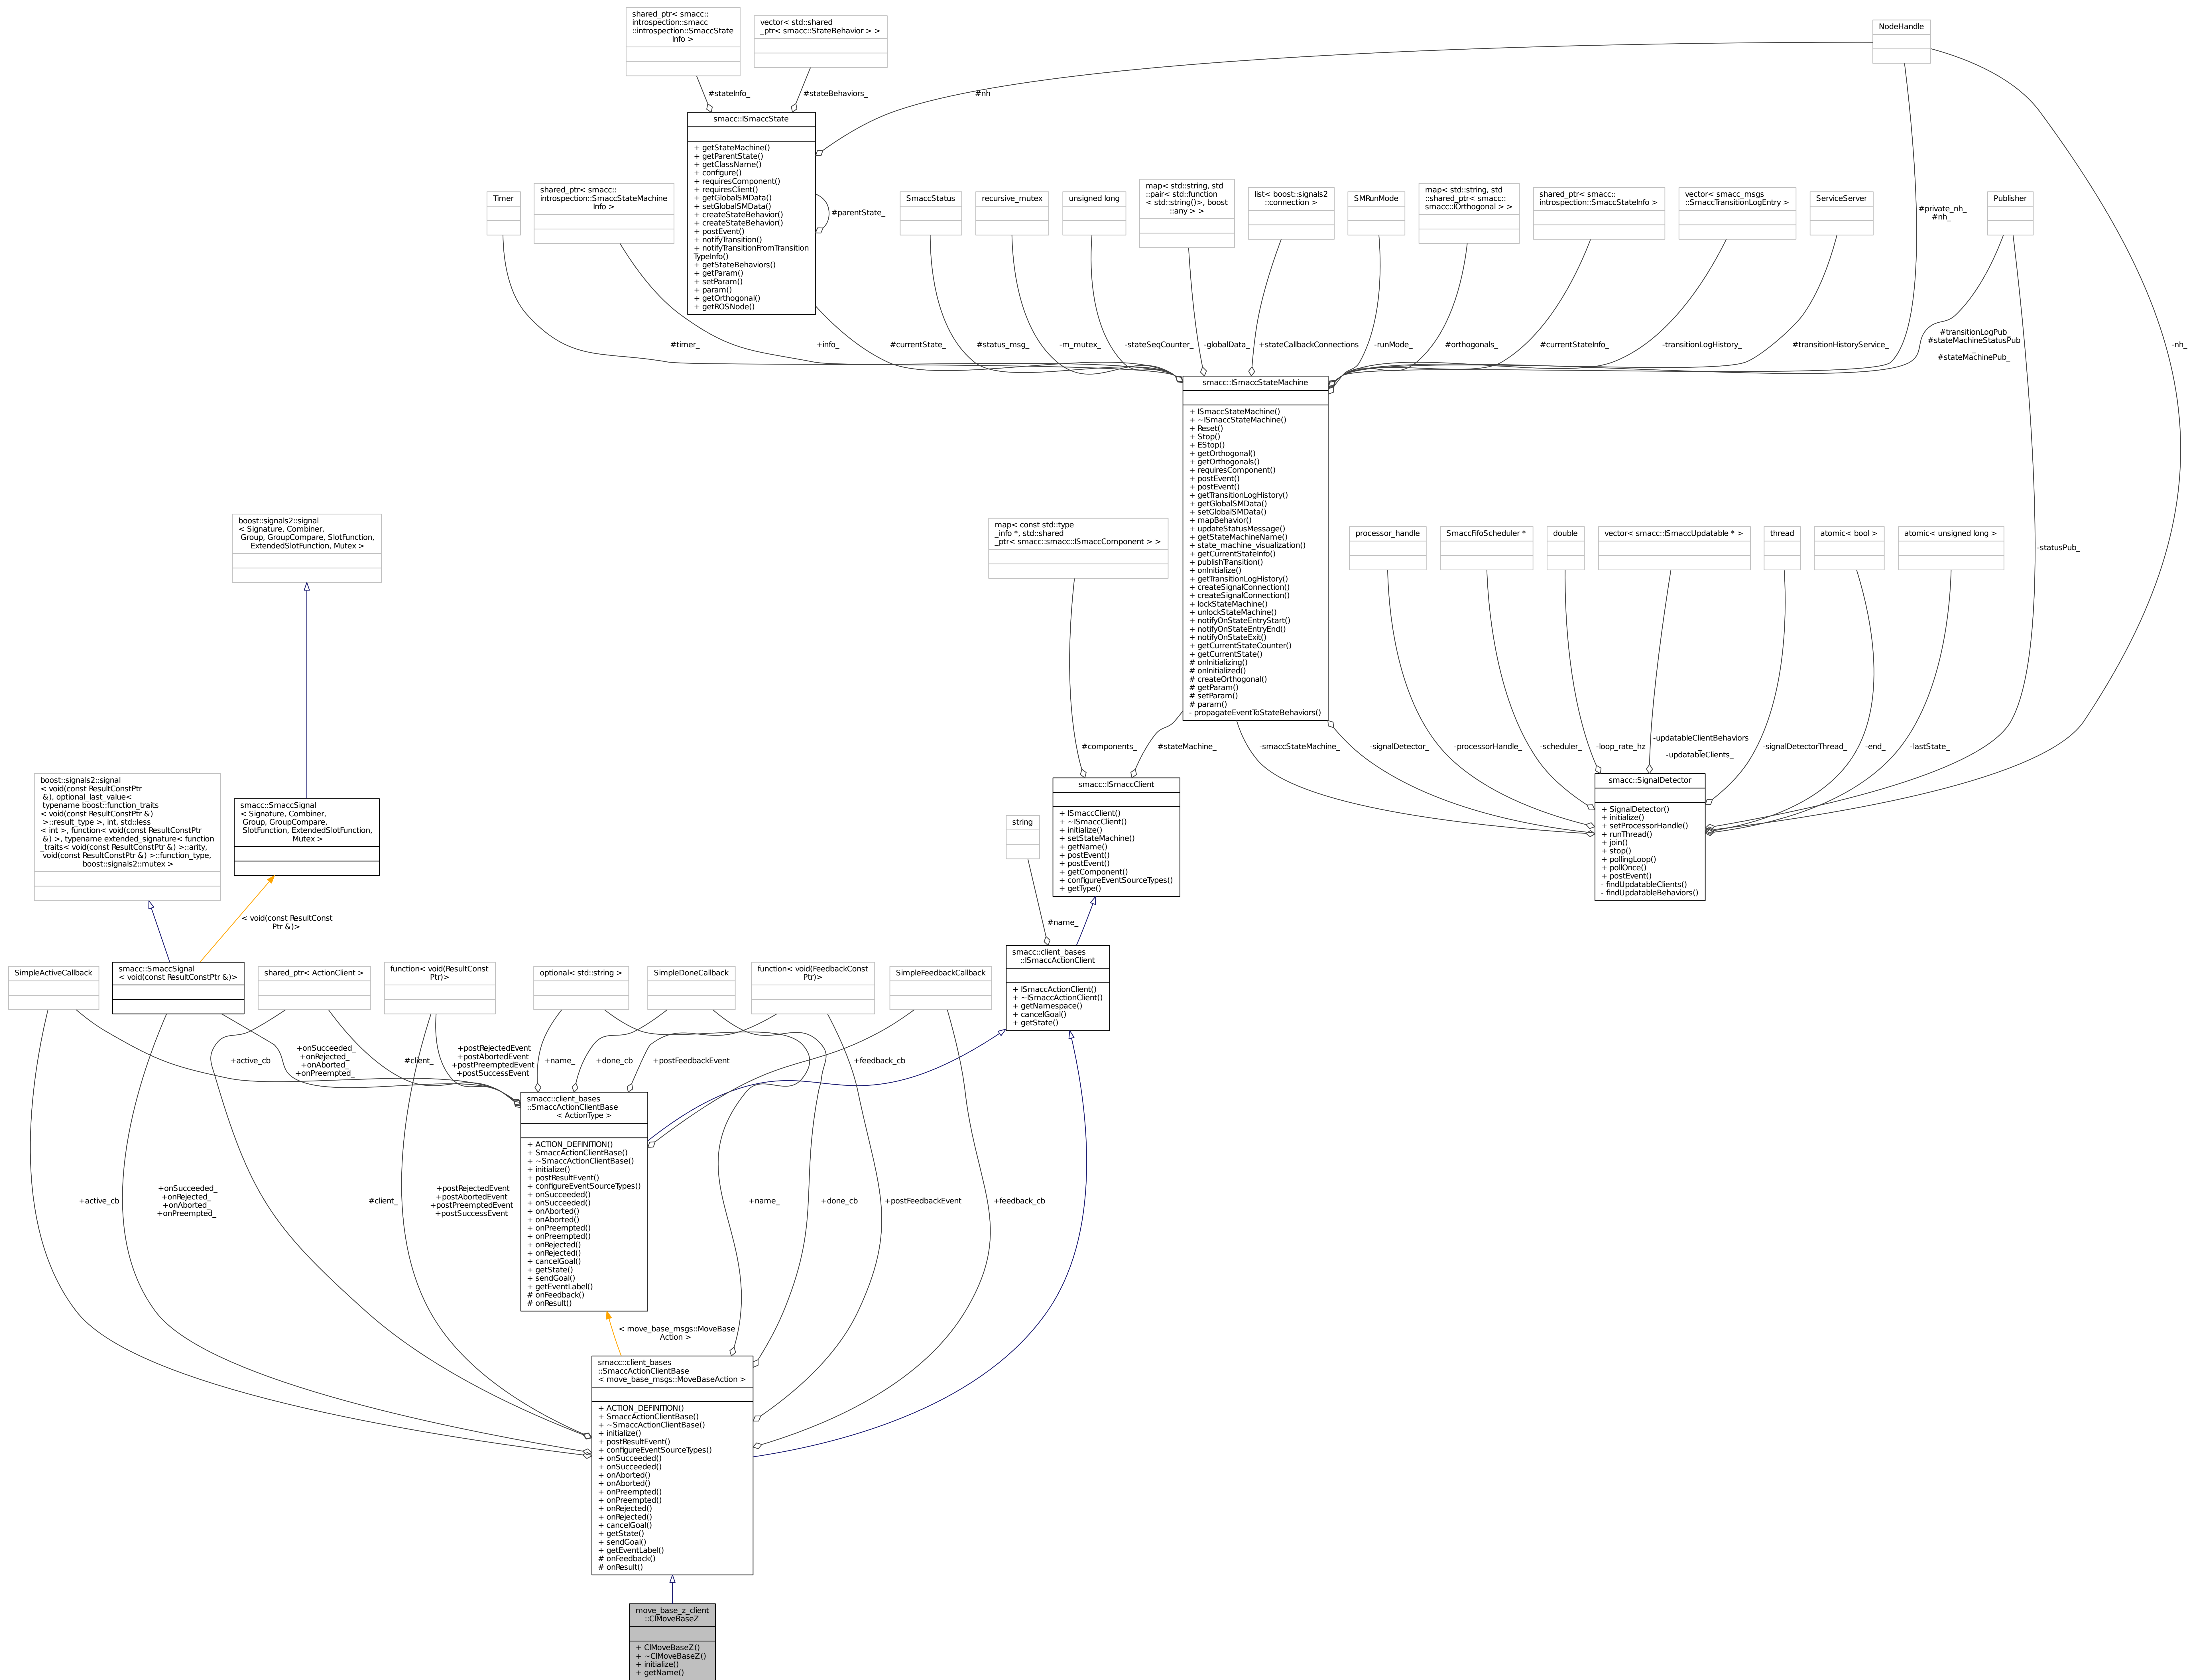 shared_ptr< smacc::
introspection::smacc
::introspection::SmaccState
Info >
vector< std::shared
_ptr< smacc::StateBehavior > >
NodeHandle
#stateInfo_
#stateBehaviors_
#nh
smacc::ISmaccState
+ getStateMachine()
+ getParentState()
+ getClassName()
+ configure()
+ requiresComponent()
+ requiresClient()
+ getGlobalSMData()
+ setGlobalSMData()
+ createStateBehavior()
+ createStateBehavior()
+ postEvent()
+ notifyTransition()
+ notifyTransitionFromTransition
TypeInfo()
+ getStateBehaviors()
+ getParam()
+ setParam()
+ param()
+ getOrthogonal()
+ getROSNode()
#parentState_
Timer
shared_ptr< smacc::
introspection::SmaccStateMachine
Info >
SmaccStatus
recursive_mutex
unsigned long
map< std::string, std
::pair< std::function
< std::string()>, boost
::any > >
list< boost::signals2
::connection >
SMRunMode
map< std::string, std
::shared_ptr< smacc::
smacc::IOrthogonal > >
shared_ptr< smacc::
introspection::SmaccStateInfo >
vector< smacc_msgs
::SmaccTransitionLogEntry >
ServiceServer
#private_nh_
#nh_
Publisher
#timer_
+info_
#currentState_
#status_msg_
-m_mutex_
-stateSeqCounter_
-globalData_
+stateCallbackConnections
-runMode_
#orthogonals_
#currentStateInfo_
-transitionLogHistory_
#transitionHistoryService_
#transitionLogPub_
#stateMachineStatusPub
_
#stateMachinePub_
-nh_
smacc::ISmaccStateMachine
+ ISmaccStateMachine()
+ ~ISmaccStateMachine()
+ Reset()
+ Stop()
+ EStop()
+ getOrthogonal()
+ getOrthogonals()
+ requiresComponent()
+ postEvent()
+ postEvent()
+ getTransitionLogHistory()
+ getGlobalSMData()
+ setGlobalSMData()
+ mapBehavior()
+ updateStatusMessage()
+ getStateMachineName()
+ state_machine_visualization()
+ getCurrentStateInfo()
+ publishTransition()
+ onInitialize()
+ getTransitionLogHistory()
+ createSignalConnection()
+ createSignalConnection()
+ lockStateMachine()
+ unlockStateMachine()
+ notifyOnStateEntryStart()
+ notifyOnStateEntryEnd()
+ notifyOnStateExit()
+ getCurrentStateCounter()
+ getCurrentState()
# onInitializing()
# onInitialized()
# createOrthogonal()
# getParam()
# setParam()
# param()
- propagateEventToStateBehaviors()
boost::signals2::signal
< Signature, Combiner,
Group, GroupCompare, SlotFunction,
ExtendedSlotFunction, Mutex >
map< const std::type
_info *, std::shared
_ptr< smacc::smacc::ISmaccComponent > >
processor_handle
SmaccFifoScheduler *
double
vector< smacc::ISmaccUpdatable * >
thread
atomic< bool >
atomic< unsigned long >
-statusPub_
#components_
#stateMachine_
-smaccStateMachine_
-signalDetector_
-processorHandle_
-scheduler_
-loop_rate_hz
-updatableClientBehaviors
_
-updatableClients_
-signalDetectorThread_
-end_
-lastState_
boost::signals2::signal
< void(const ResultConstPtr
&), optional_last_value<
typename boost::function_traits
< void(const ResultConstPtr &)
>::result_type >, int, std::less
< int >, function< void(const ResultConstPtr
&) >, typename extended_signature< function
_traits< void(const ResultConstPtr &) >::arity,
void(const ResultConstPtr &) >::function_type,
boost::signals2::mutex >
smacc::SmaccSignal
< Signature, Combiner,
Group, GroupCompare,
SlotFunction, ExtendedSlotFunction,
Mutex >
smacc::ISmaccClient
+ ISmaccClient()
+ ~ISmaccClient()
+ initialize()
+ setStateMachine()
+ getName()
+ postEvent()
+ postEvent()
+ getComponent()
+ configureEventSourceTypes()
+ getType()
smacc::SignalDetector
+ SignalDetector()
+ initialize()
+ setProcessorHandle()
+ runThread()
+ join()
+ stop()
+ pollingLoop()
+ pollOnce()
+ postEvent()
- findUpdatableClients()
- findUpdatableBehaviors()
string
< void(const ResultConst
Ptr &)>
#name_
SimpleActiveCallback
smacc::SmaccSignal
< void(const ResultConstPtr &)>
shared_ptr< ActionClient >
function< void(ResultConst
Ptr)>
optional< std::string >
SimpleDoneCallback
function< void(FeedbackConst
Ptr)>
SimpleFeedbackCallback
smacc::client_bases
::ISmaccActionClient
+ ISmaccActionClient()
+ ~ISmaccActionClient()
+ getNamespace()
+ cancelGoal()
+ getState()
+active_cb
+onSucceeded_
+onRejected_
+onAborted_
+onPreempted_
#client_
+postRejectedEvent
+postAbortedEvent
+postPreemptedEvent
+postSuccessEvent
+name_
+done_cb
+postFeedbackEvent
+feedback_cb
smacc::client_bases
::SmaccActionClientBase
< ActionType >
+ ACTION_DEFINITION()
+ SmaccActionClientBase()
+ ~SmaccActionClientBase()
+ initialize()
+ postResultEvent()
+ configureEventSourceTypes()
+ onSucceeded()
+ onSucceeded()
+ onAborted()
+ onAborted()
+ onPreempted()
+ onPreempted()
+ onRejected()
+ onRejected()
+ cancelGoal()
+ getState()
+ sendGoal()
+ getEventLabel()
# onFeedback()
# onResult()
+active_cb
+onSucceeded_
+onRejected_
+onAborted_
+onPreempted_
#client_
+postRejectedEvent
+postAbortedEvent
+postPreemptedEvent
+postSuccessEvent
+name_
+done_cb
+postFeedbackEvent
+feedback_cb
< move_base_msgs::MoveBase
Action >
smacc::client_bases
::SmaccActionClientBase
< move_base_msgs::MoveBaseAction >
+ ACTION_DEFINITION()
+ SmaccActionClientBase()
+ ~SmaccActionClientBase()
+ initialize()
+ postResultEvent()
+ configureEventSourceTypes()
+ onSucceeded()
+ onSucceeded()
+ onAborted()
+ onAborted()
+ onPreempted()
+ onPreempted()
+ onRejected()
+ onRejected()
+ cancelGoal()
+ getState()
+ sendGoal()
+ getEventLabel()
# onFeedback()
# onResult()
move_base_z_client
::ClMoveBaseZ
+ ClMoveBaseZ()
+ ~ClMoveBaseZ()
+ initialize()
+ getName()